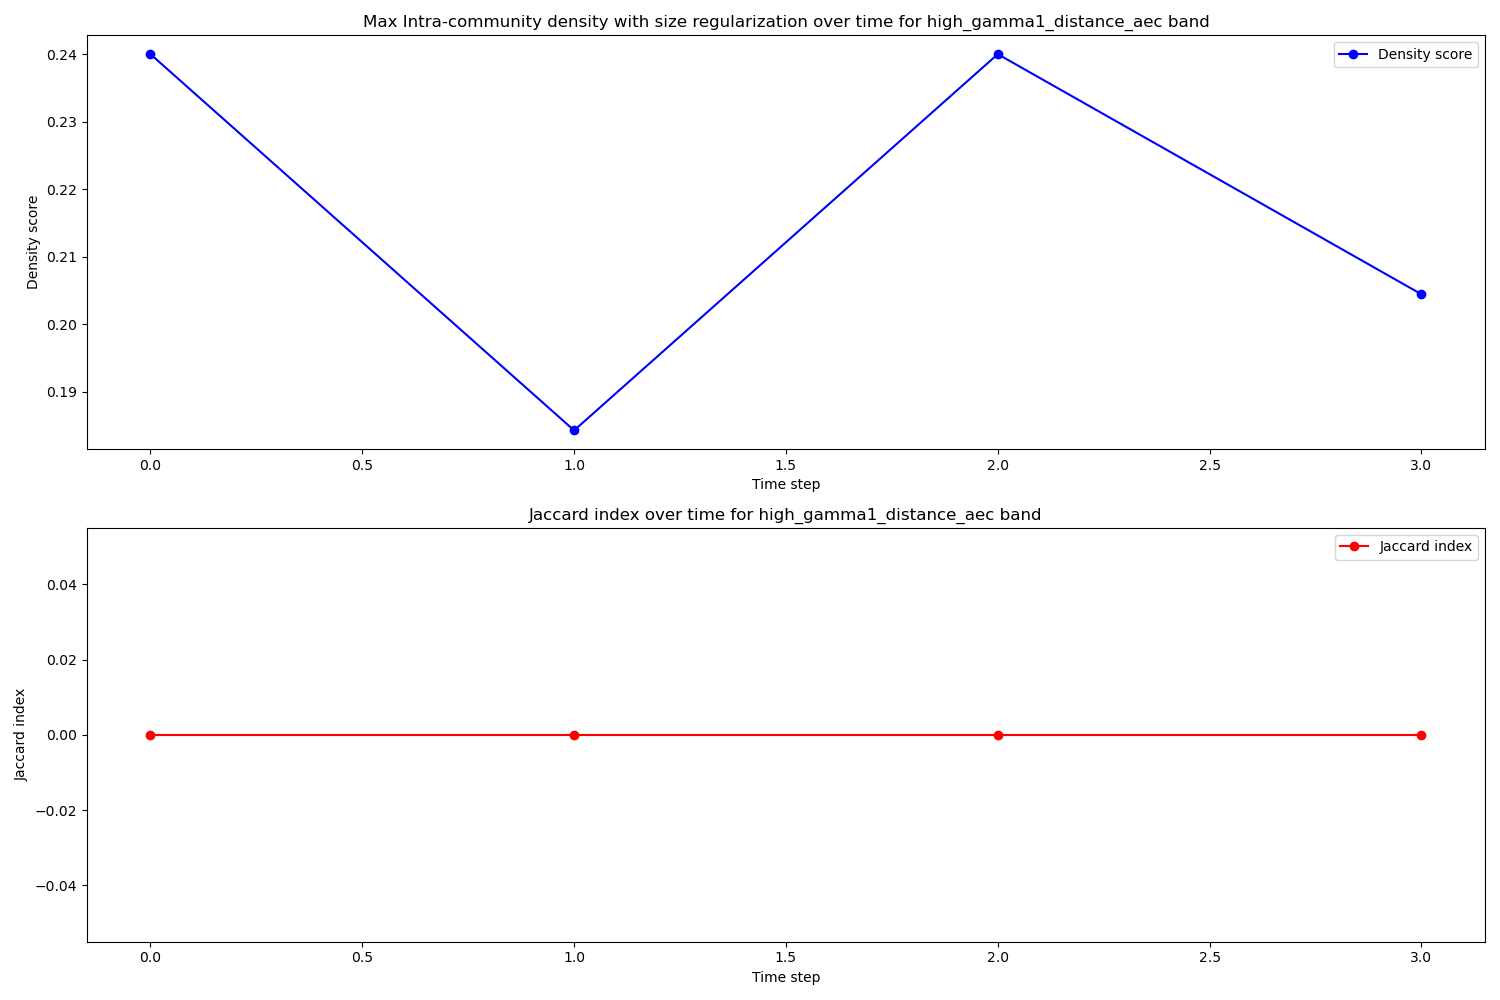 Max Intra-community density with size regularization over time for high_gamma1_distance_aec band
Density score
0.24
0.23
0.22
0.21
0.20
0.19
Density score
0.0 0.5 1.0 1.5 2.0 2.5 3.0
Time step
Jaccard index over time for high_gamma1_distance_aec band
Jaccard index
0.04
0.02
0.00
−0.02
−0.04
Jaccard index
0.0 0.5 1.0 1.5 2.0 2.5 3.0
Time step